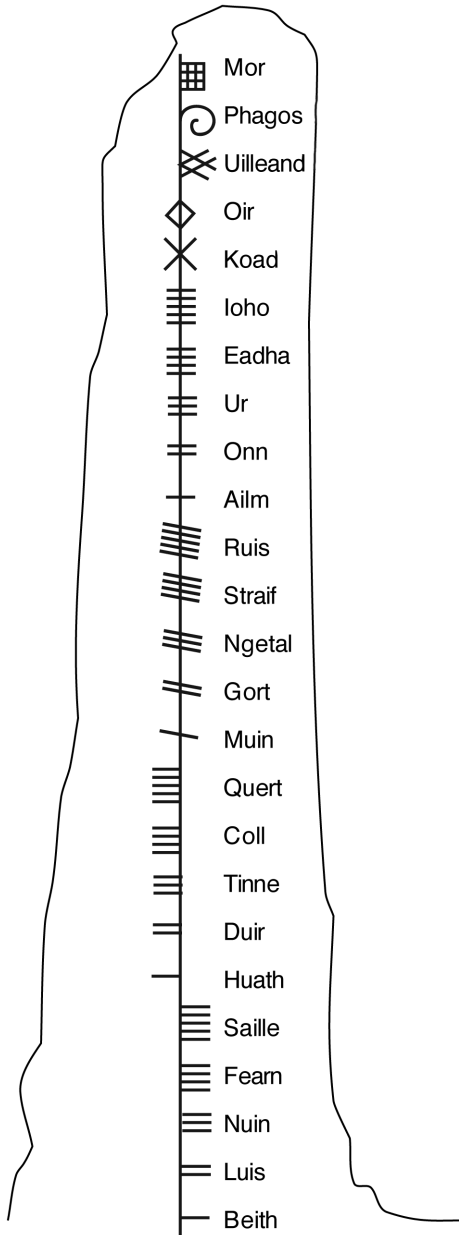 Mor
Phagos
Uilleand
Oir
Koad
Ioho
Eadha
Ur
Onn
Ailm
Ruis
Straif
Ngetal
Gort
Muin
Quert
Coll
Tinne
Duir
Huath
Saille
Fearn
Nuin
Luis
Beith